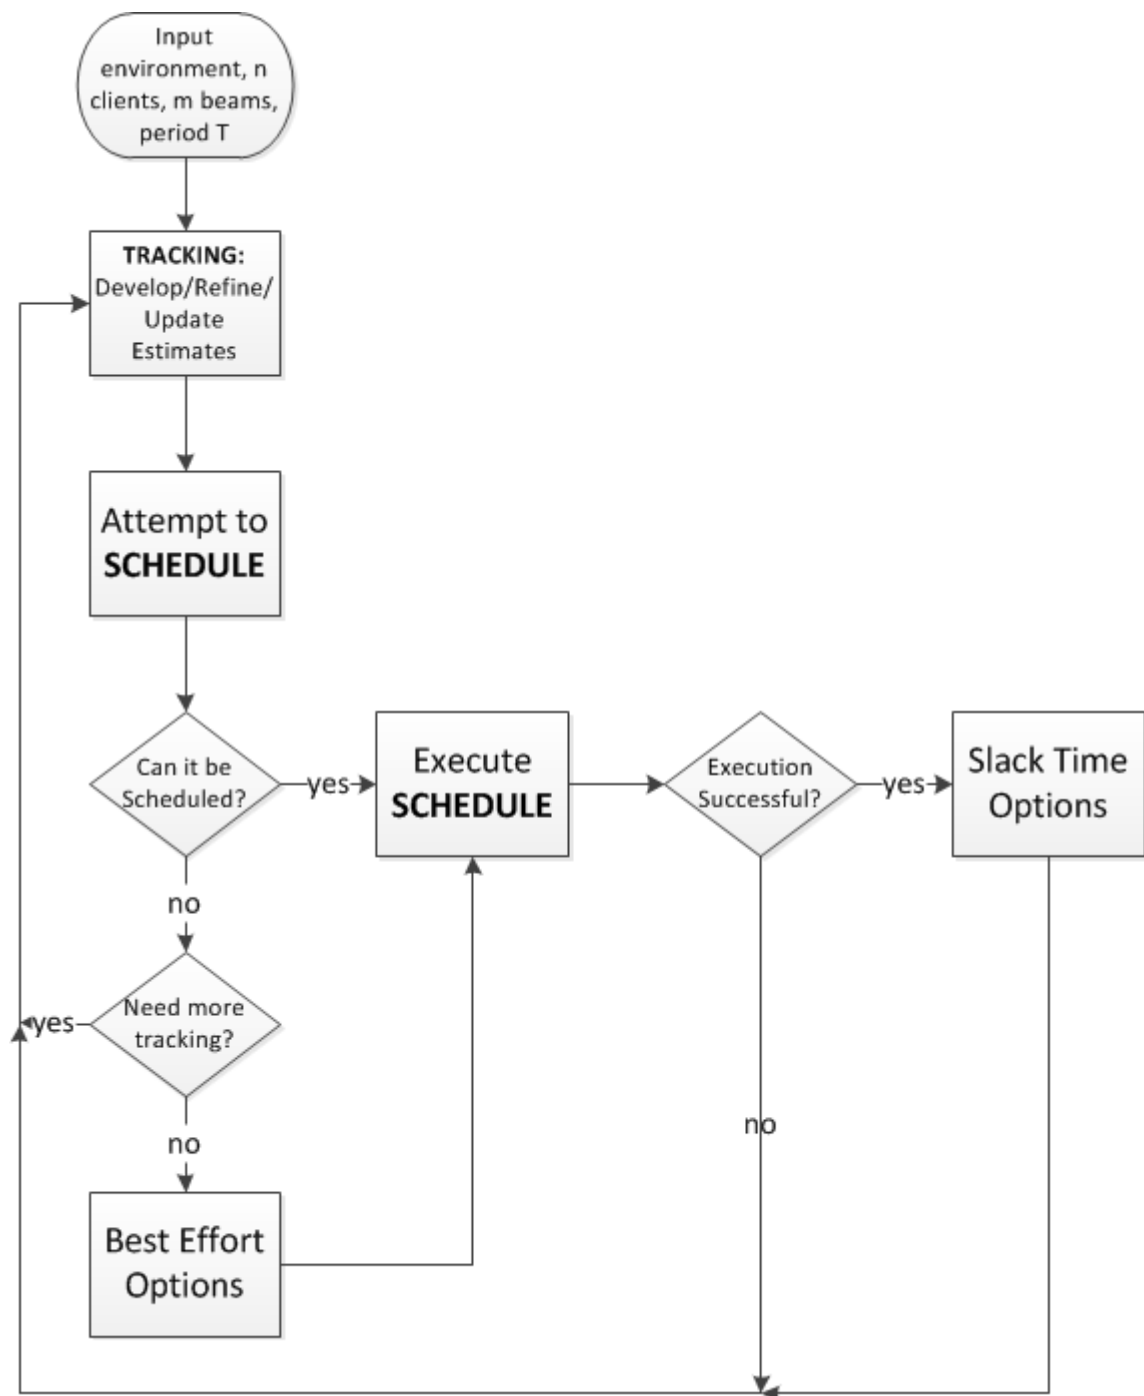 Input
environment, n
clients, m beams,
period T
TRACKING:
Develop/Refine/
Update
Estimates
Attempt to
SCHEDULE
Can it be
Scheduled?
yes
Execute
SCHEDULE
Execution
Successful?
yes
Slack Time
Options
no
Need more
tracking?
yes
no
no
Best Effort
Options